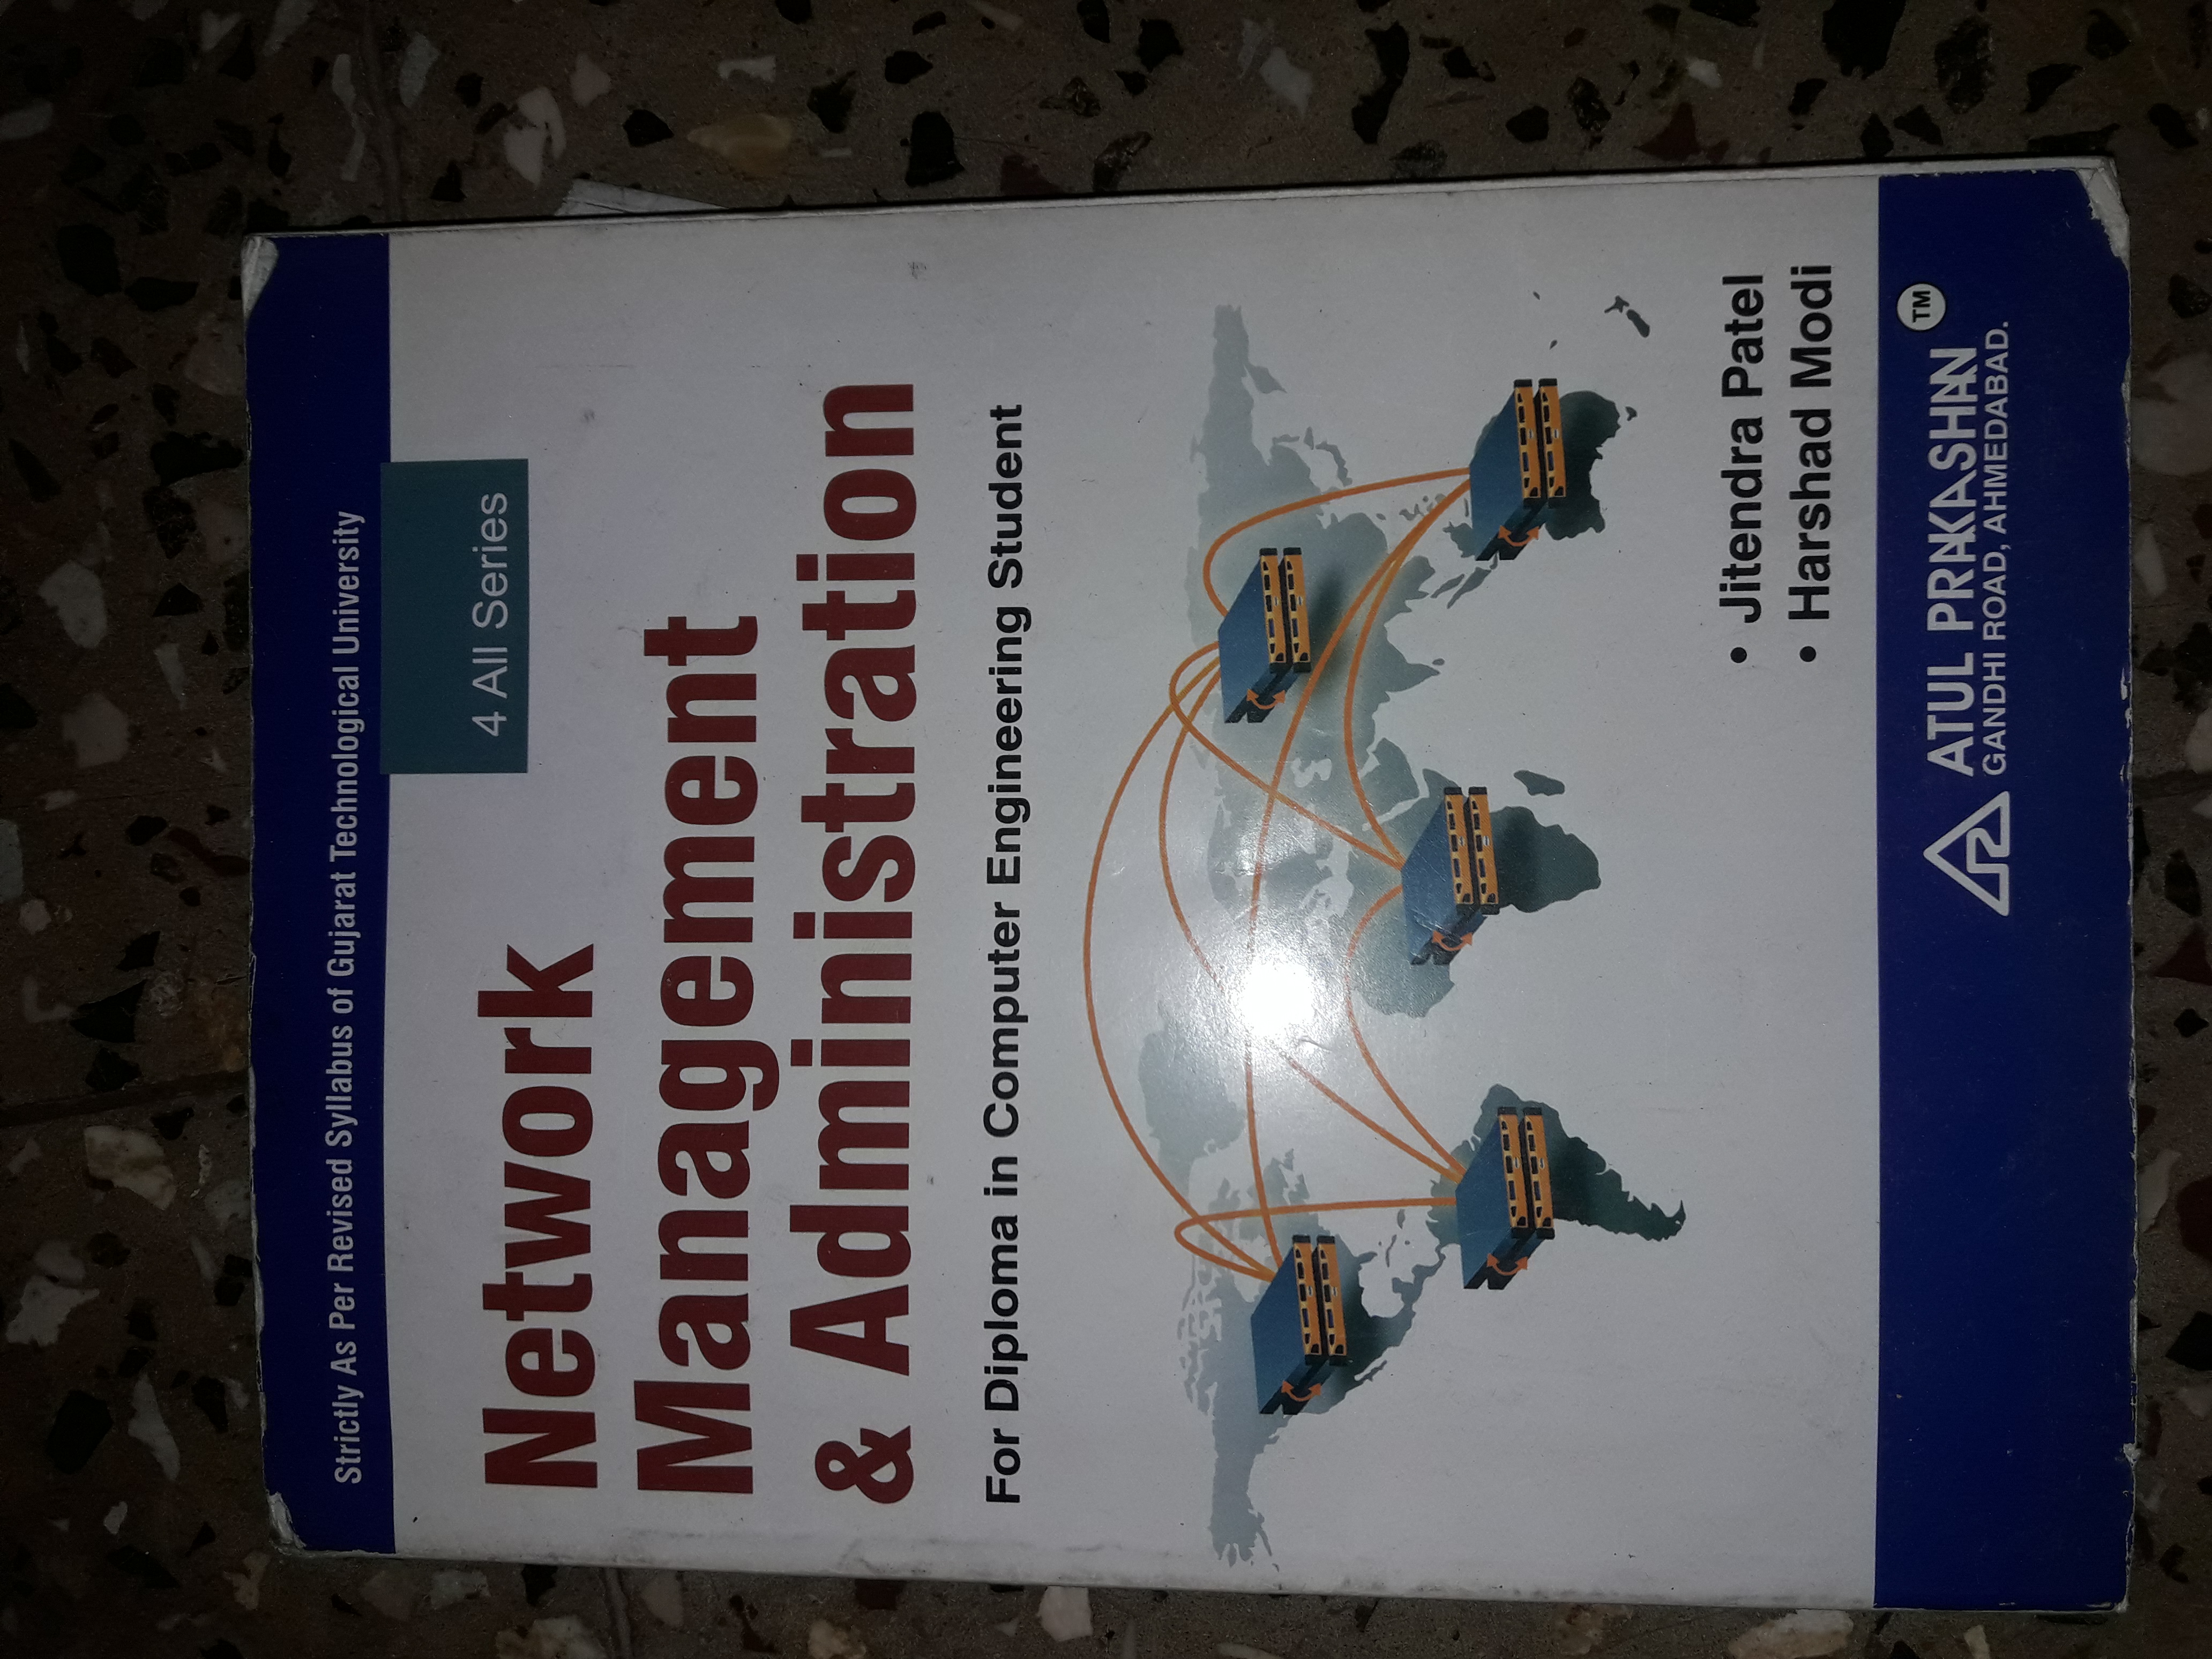 Strictly As Per Revised Syllabus of Gujarat Technological University
4 All Series
Network
Management
& Administration
For Diploma in Computer Engineering Student
• Jitendra Patel
• Harshad Modi
ATUL PRAKASHAN TM
GANDHI ROAD, AHMEDABAD.